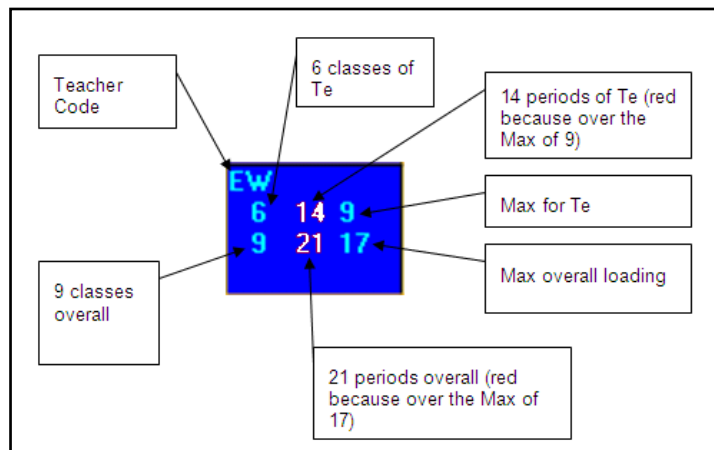 6 classes of
Te
Teacher
Code
14 periods of Te (red
because over the
Max of 9)
EW
6 14 9
9 21 17
Max for Te
Max overall loading
9 classes
overall
21 periods overall (red
because over the Max of
17)